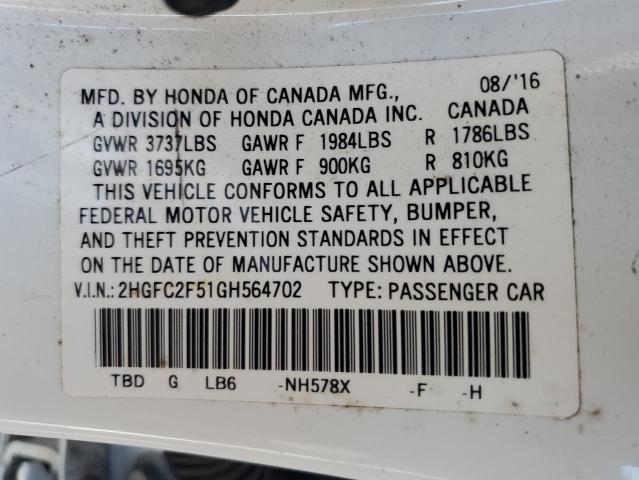 MFD. BY HONDA OF CANADA MFG., 08/'16
A DIVISION OF HONDA CANADA INC. CANADA
GVWR 3737LBS GAWR F 1984LBS R 1786LBS
GVWR 1695KG GAWR F 900KG R 810KG
THIS VEHICLE CONFORMS TO ALL APPLICABLE
FEDERAL MOTOR VEHICLE SAFETY, BUMPER,
AND THEFT PREVENTION STANDARDS IN EFFECT
ON THE DATE OF MANUFACTURE SHOWN ABOVE.
V.I.N.: 2HGFC2F51GH564702 TYPE: PASSENGER CAR
TBD G LB6 -NH578X -F -H